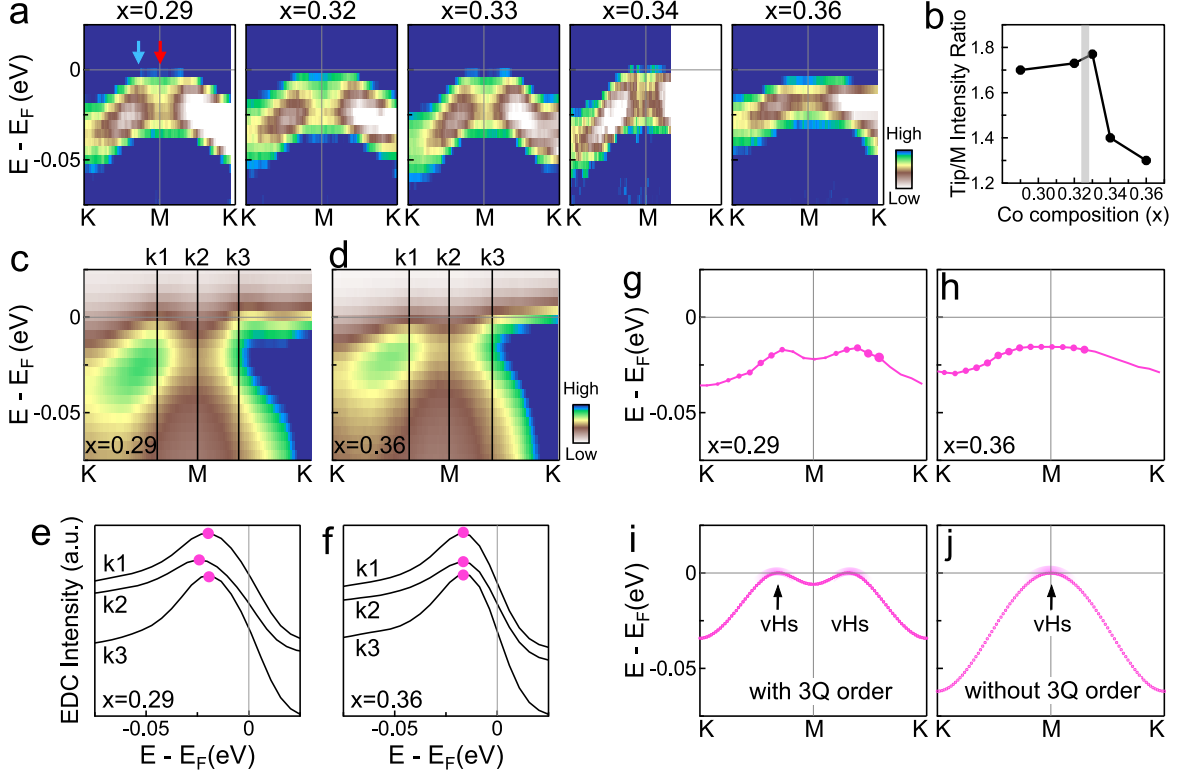 a
x=0.29 x=0.32 x=0.33 x=0.34 x=0.36
E - E_F (eV)
0
-0.05
K M K K M K K M K K M K K M K
High
Low
b
Tip/M Intensity Ratio
1.8
1.6
1.4
1.2
0.30 0.32 0.34 0.36
Co composition (x)
c
k1 k2 k3
E - E_F (eV)
0
-0.05
x=0.29
K M K
d
k1 k2 k3
x=0.36
K M K
High
Low
g
E - E_F (eV)
0
-0.05
x=0.29
K M K
h
x=0.36
K M K
e
EDC Intensity (a.u.)
k1
k2
k3
x=0.29
-0.05 0
E - E_F(eV)
f
k1
k2
k3
x=0.36
-0.05 0
E - E_F(eV)
i
E - E_F(eV)
0
-0.05
vHs vHs
with 3Q order
K M K
j
vHs
without 3Q order
K M K